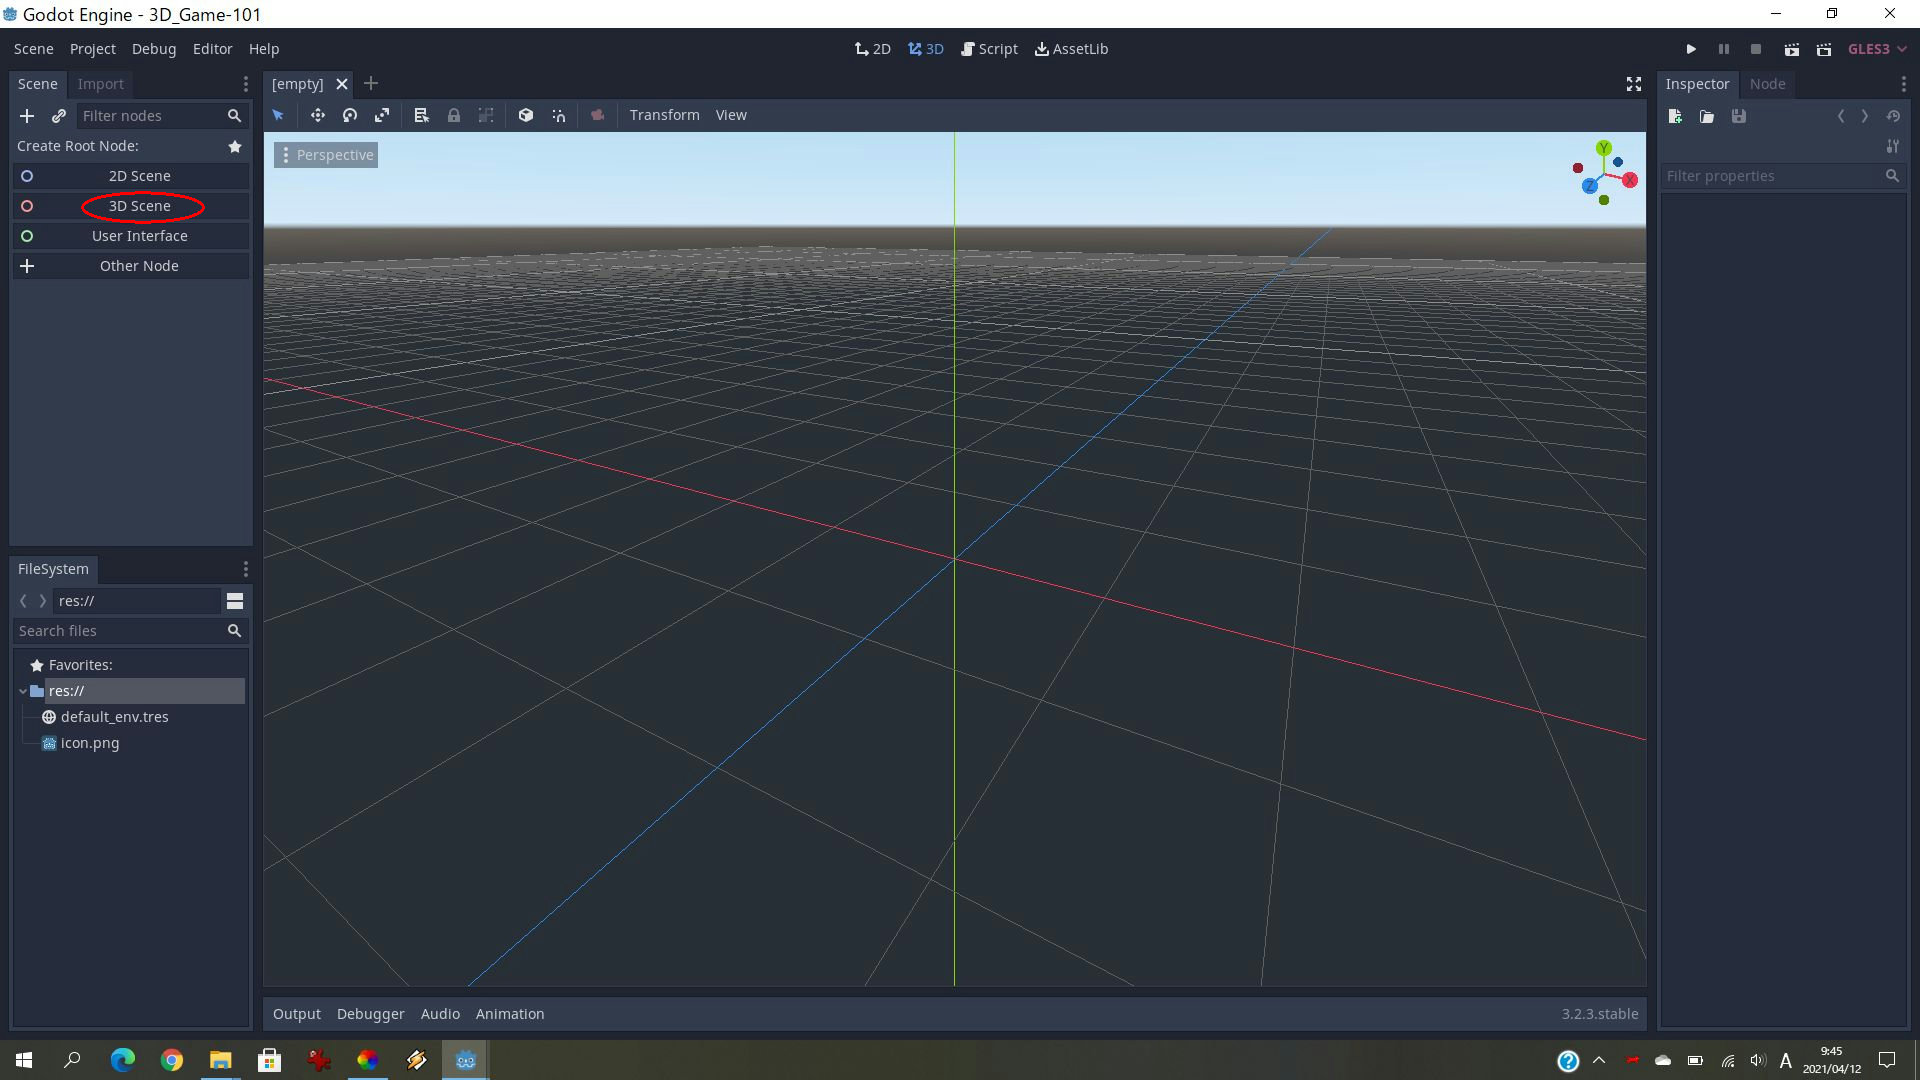 Godot Engine - 3D_Game-101
Scene Project Debug Editor Help
2D 3D Script AssetLib
GLES3
Scene Import
[empty]
Inspector Node
Filter nodes
Transform View
Create Root Node:
Perspective
Y
X
Z
2D Scene
3D Scene
User Interface
Other Node
Filter properties
FileSystem
res://
Search files
Favorites:
res://
default_env.tres
icon.png
Output Debugger Audio Animation
3.2.3.stable
A
9:45
2021/04/12